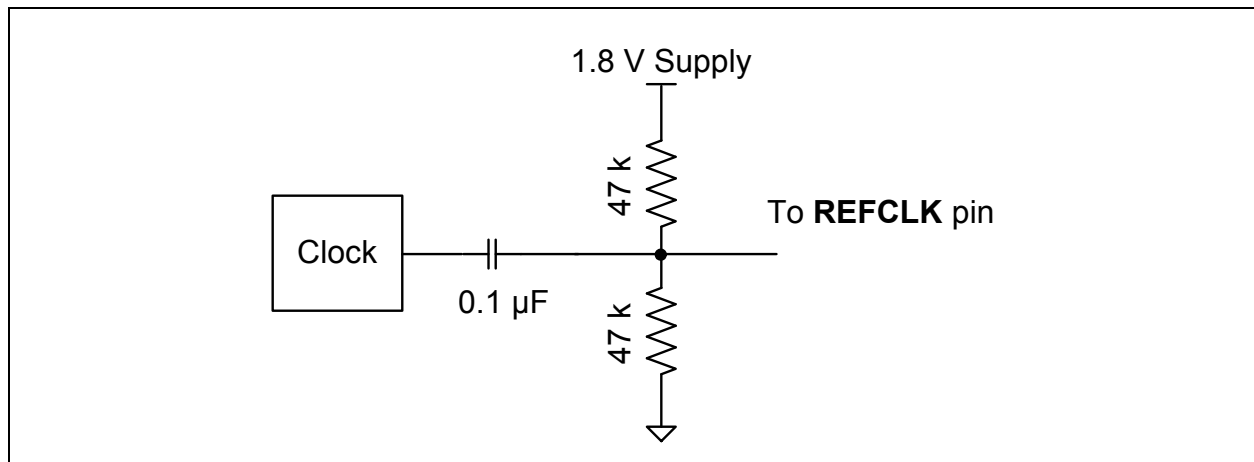 1.8 V Supply
47 k
To REFCLK pin
Clock
0.1 µF
47 k